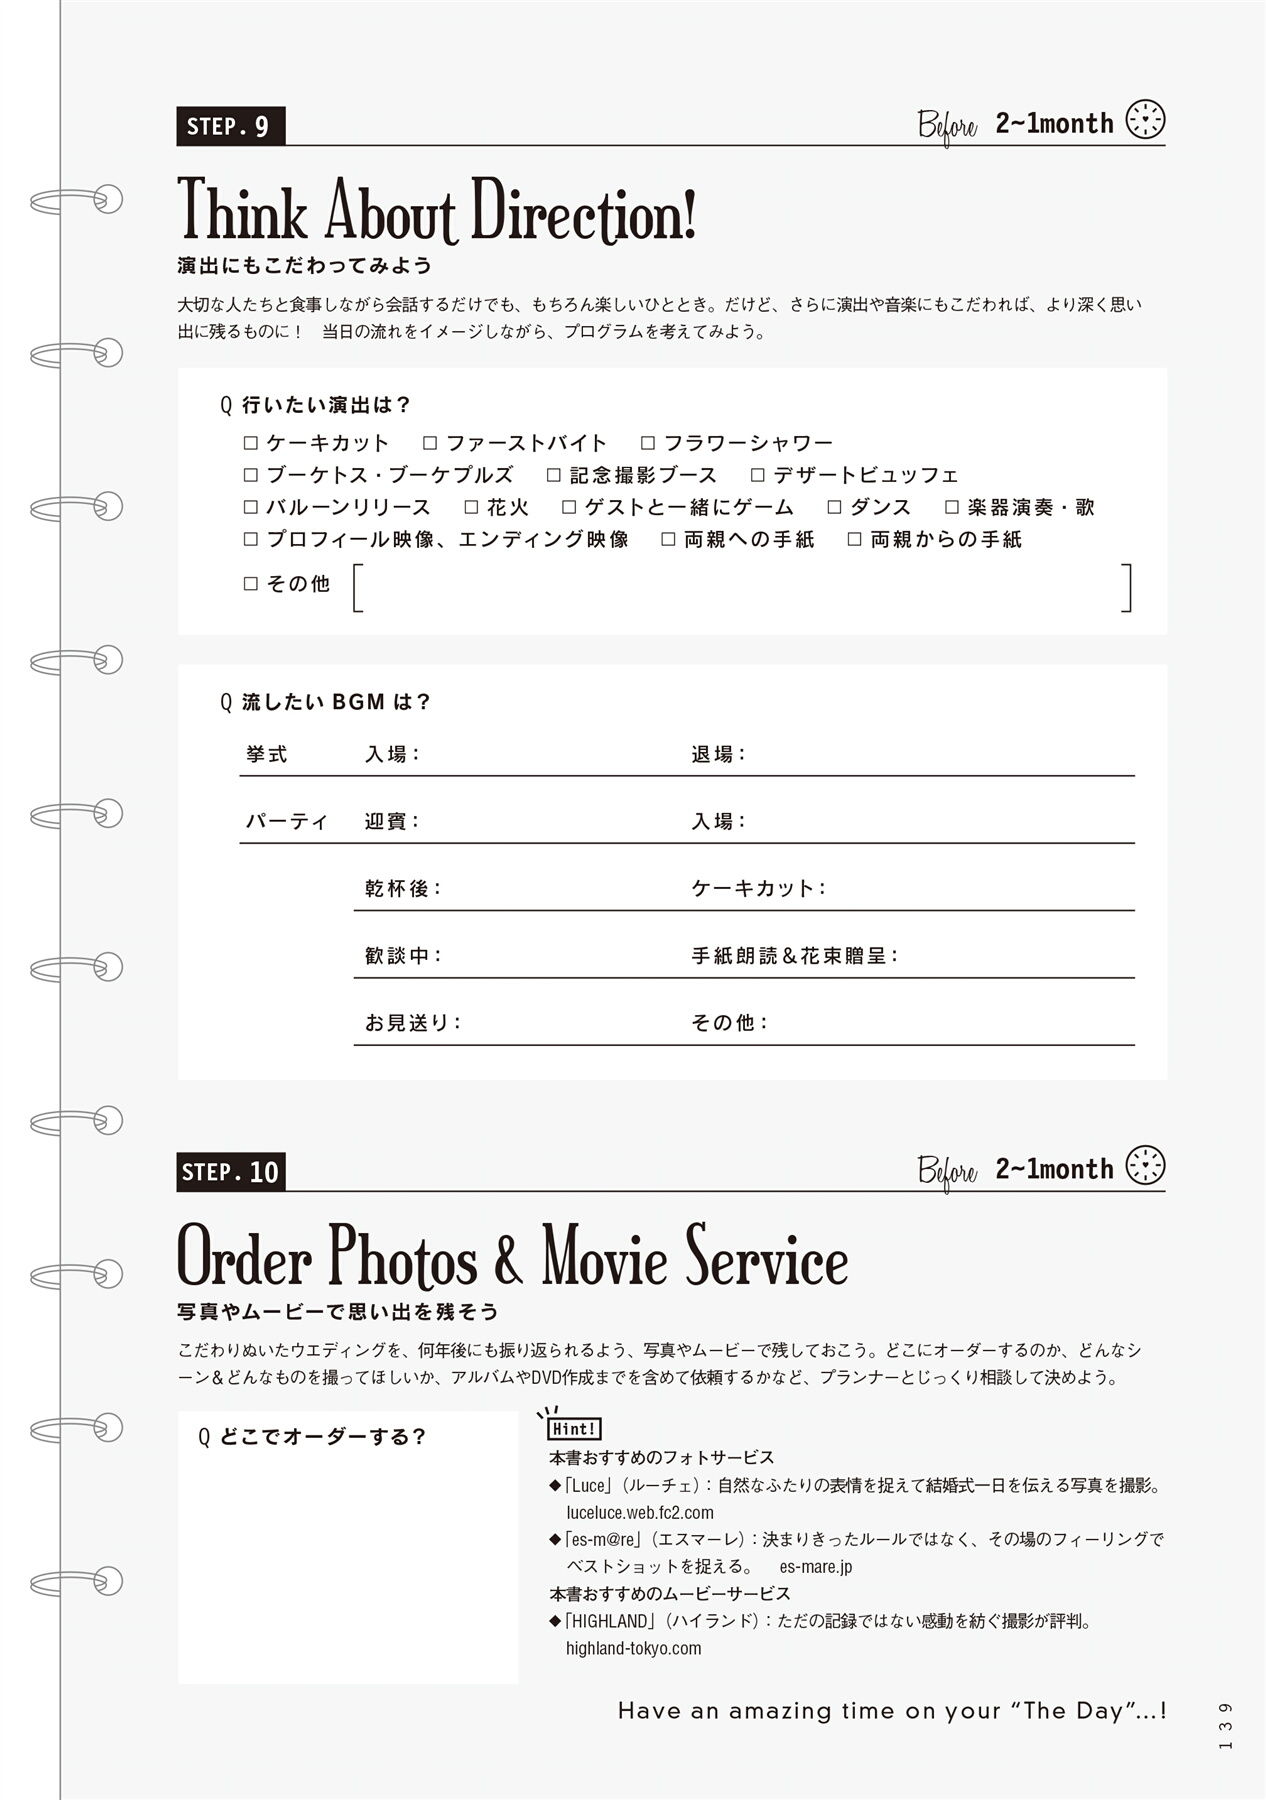 STEP. 9
Before 2~1month
Think About Direction!
演出にもこだわってみよう
大切な人たちと食事しながら会話するだけでも、もちろん楽しいひととき。だけど、さらに演出や音楽にもこだわれば、より深く思い
出に残るものに！　当日の流れをイメージしながら、プログラムを考えてみよう。
Q 行いたい演出は？
□ ケーキカット　□ ファーストバイト　□ フラワーシャワー
□ ブーケトス・ブーケプルズ　□ 記念撮影ブース　□ デザートビュッフェ
□ バルーンリリース　□ 花火　□ ゲストと一緒にゲーム　□ ダンス　□ 楽器演奏・歌
□ プロフィール映像、エンディング映像　□ 両親への手紙　□ 両親からの手紙
□ その他 [　]
Q 流したい BGM は？
挙式　入場：　退場：
パーティ　迎賓：　入場：
乾杯後：　ケーキカット：
歓談中：　手紙朗読＆花束贈呈：
お見送り：　その他：
STEP. 10
Before 2~1month
Order Photos & Movie Service
写真やムービーで思い出を残そう
こだわりぬいたウエディングを、何年後にも振り返られるよう、写真やムービーで残しておこう。どこにオーダーするのか、どんなシ
ーン＆どんなものを撮ってほしいか、アルバムやDVD作成までを含めて依頼するかなど、プランナーとじっくり相談して決めよう。
Q どこでオーダーする？
Hint!
本書おすすめのフォトサービス
◆「Luce」（ルーチェ）：自然なふたりの表情を捉えて結婚式一日を伝える写真を撮影。
luceluce.web.fc2.com
◆「es-m@re」（エスマーレ）：決まりきったルールではなく、その場のフィーリングで
ベストショットを捉える。　es-mare.jp
本書おすすめのムービーサービス
◆「HIGHLAND」（ハイランド）：ただの記録ではない感動を紡ぐ撮影が評判。
highland-tokyo.com
Have an amazing time on your “The Day”...!
139